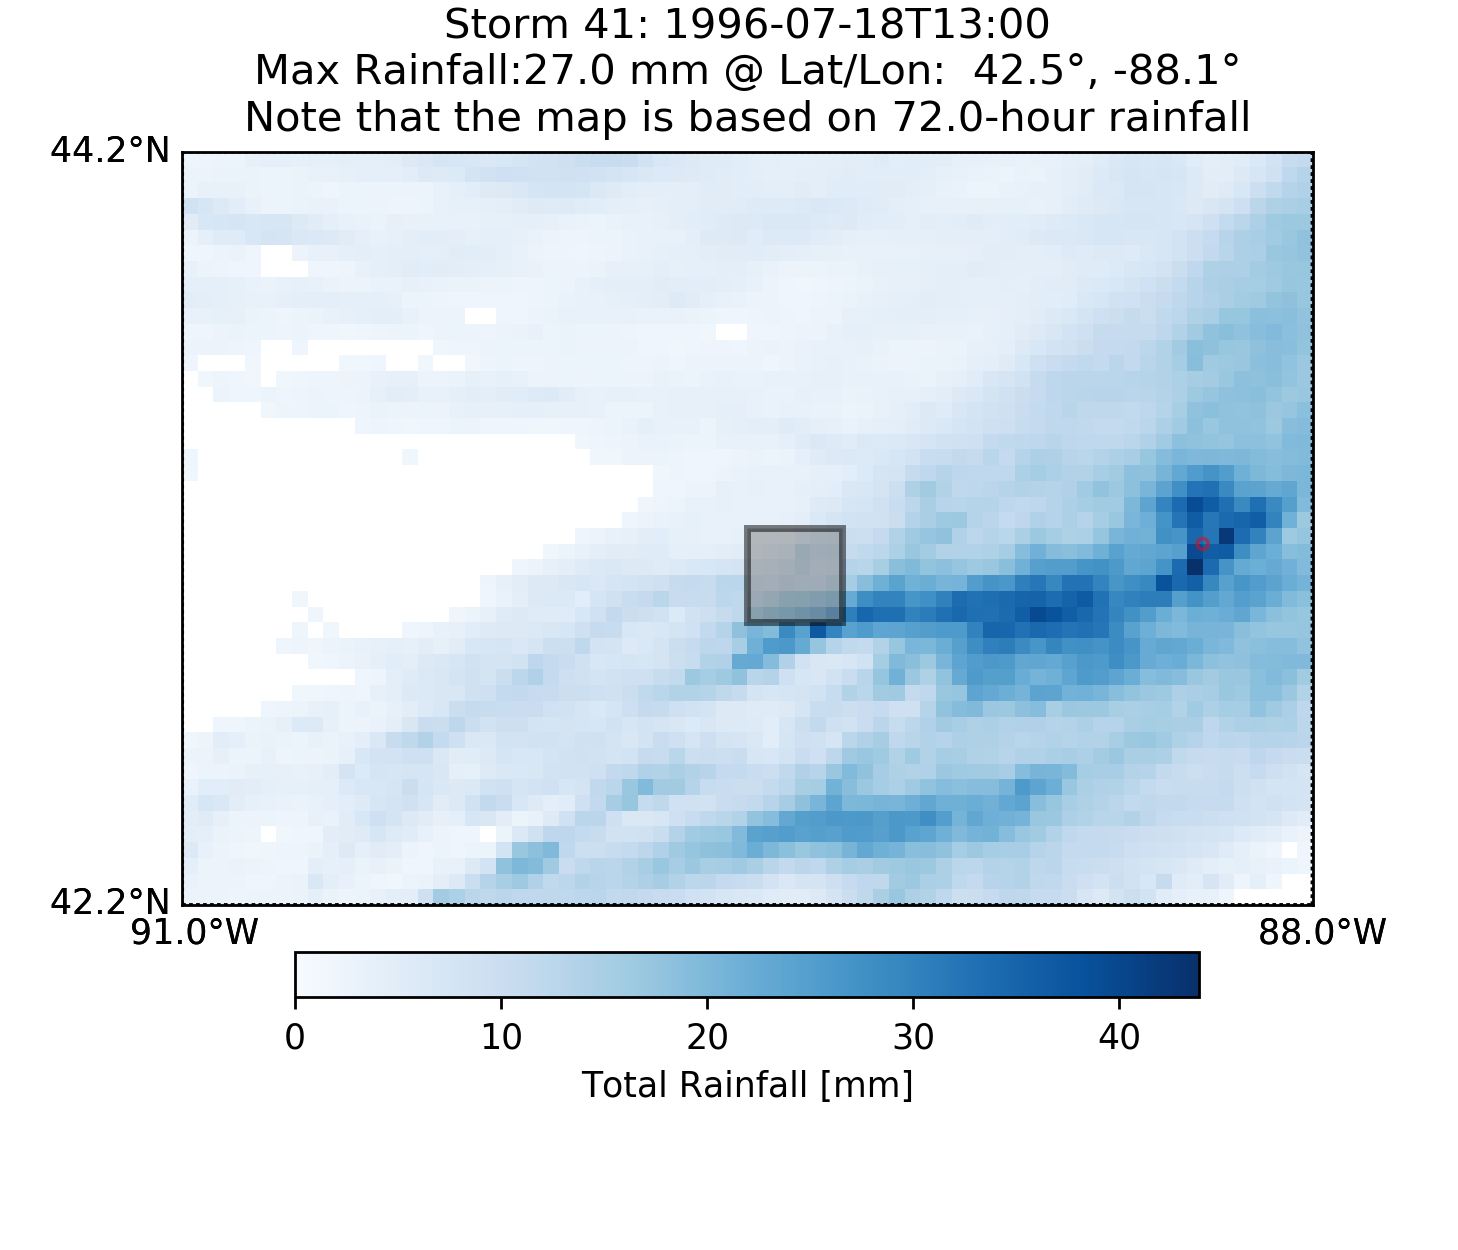 Storm 41: 1996-07-18T13:00
Max Rainfall:27.0 mm @ Lat/Lon:  42.5°, -88.1°
Note that the map is based on 72.0-hour rainfall
44.2°N
42.2°N
91.0°W 88.0°W
0 10 20 30 40
Total Rainfall [mm]